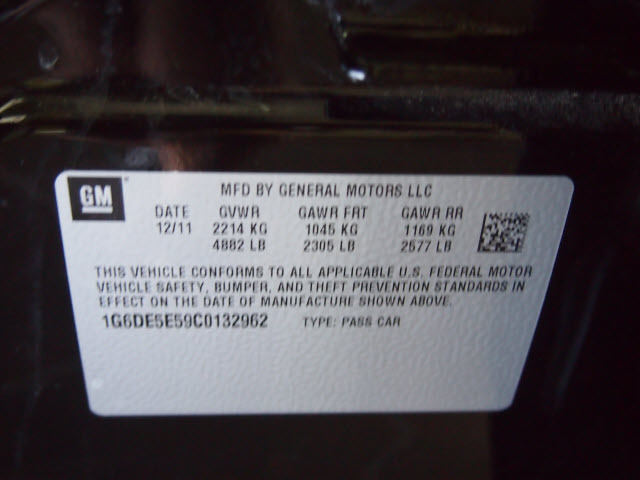 GM
MFD BY GENERAL MOTORS LLC
DATE GVWR GAWR FRT GAWR RR
12/11 2214 KG 1045 KG 1169 KG
4882 LB 2305 LB 2577 LB
THIS VEHICLE CONFORMS TO ALL APPLICABLE U.S. FEDERAL MOTOR
VEHICLE SAFETY, BUMPER, AND THEFT PREVENTION STANDARDS IN
EFFECT ON THE DATE OF MANUFACTURE SHOWN ABOVE.
1G6DE5E59C0132962 TYPE: PASS CAR